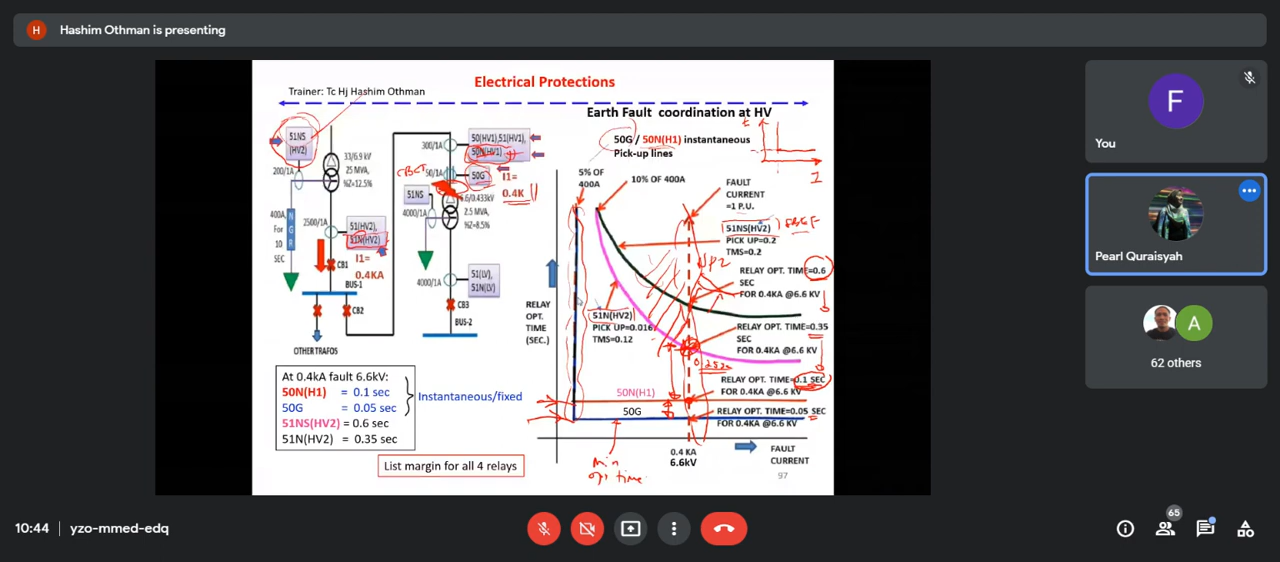 H
Hashim Othman is presenting
Electrical Protections
Trainer: Tc Hj Hashim Othman
Earth Fault coordination at HV
51NS
(HV2)
200/1A
33/6.9 kV
25 MVA,
%Z=12.5%
400A
For
10
SEC
N
G
R
2500/1A
51(HV2),
51N(HV2)
I1=
0.4KA
CB1
BUS-1
CB2
OTHER TRAFOS
300/1A
50(HV1),51(HV1),
50N(HV1)
CBCT
50/1A
50G
I1=
0.4K
51NS
4000/1A
6.6/0.433kV
2.5 MVA,
%Z=8.5%
4000/1A
51(LV),
51N(LV)
CB3
BUS-2
50G/ 50N(H1) instantaneous
Pick-up lines
t
I
5% OF
400A
10% OF 400A
FAULT
CURRENT
=1 P.U.
51NS(HV2)
PICK UP=0.2
TMS=0.2
RELAY OPT. TIME=0.6
SEC
FOR 0.4KA @6.6 KV
51N(HV2)
PICK UP=0.016
TMS=0.12
RELAY OPT. TIME=0.35
SEC
FOR 0.4KA @6.6 KV
RELAY OPT. TIME=0.1 SEC
FOR 0.4KA @6.6 KV
RELAY OPT. TIME=0.05 SEC
FOR 0.4KA @6.6 KV
RELAY
OPT.
TIME
(SEC.)
50N(H1)
50G
0.4 KA
6.6kV
FAULT
CURRENT
min
opt time
At 0.4kA fault 6.6kV:
50N(H1) = 0.1 sec
50G = 0.05 sec
51NS(HV2) = 0.6 sec
51N(HV2) = 0.35 sec
Instantaneous/fixed
List margin for all 4 relays
97
F
You
Pearl Quraisyah
A
62 others
10:44 | yzo-mmed-edq
65